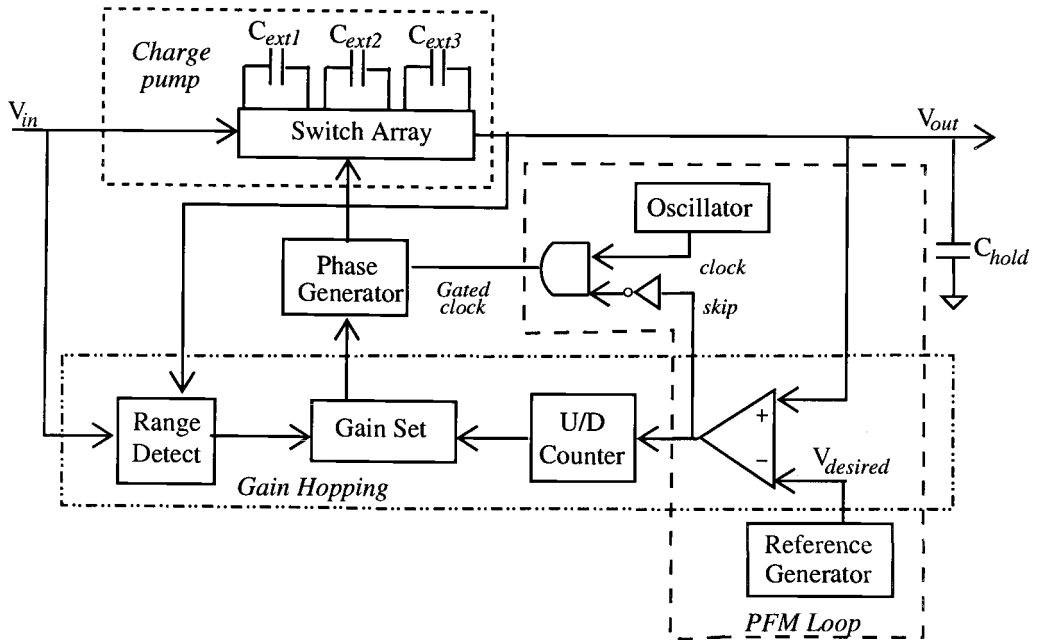 C_ext1 C_ext2 C_ext3
Charge
pump
V_in
Switch Array
V_out
Oscillator
C_hold
Phase
Generator
Gated
clock
clock
skip
Range
Detect
Gain Set
U/D
Counter
+
−
V_desired
Gain Hopping
Reference
Generator
PFM Loop